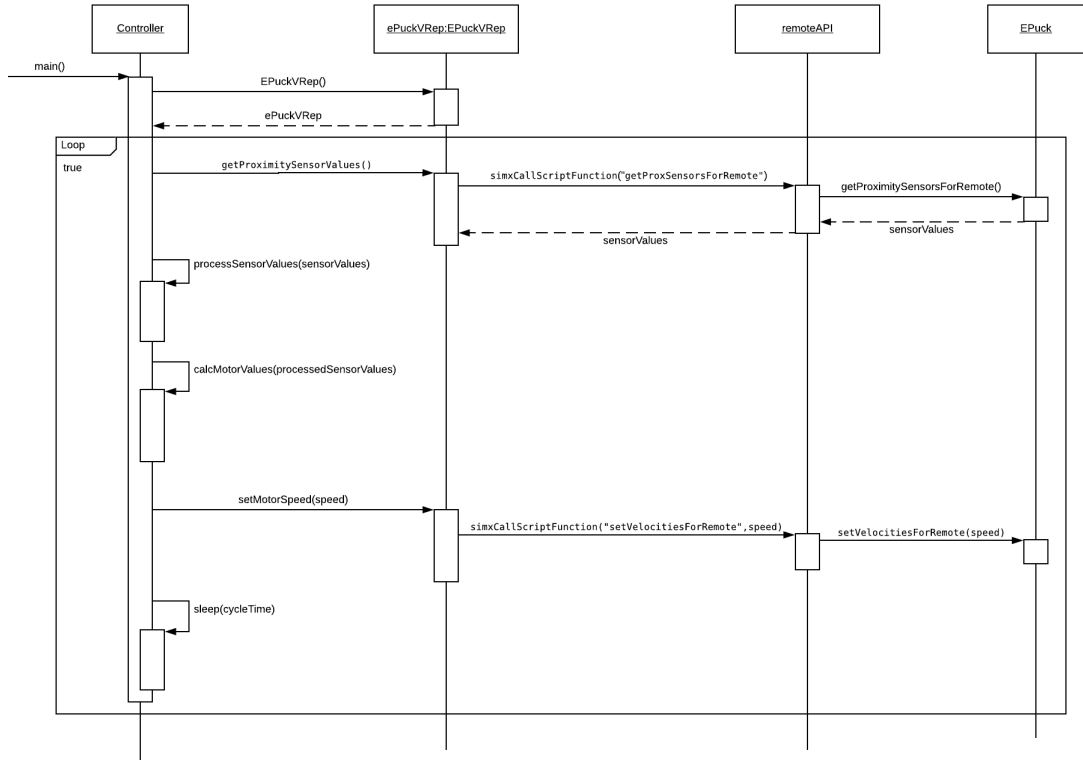 Controller
ePuckVRep:EPuckVRep
remoteAPI
EPuck
main()
EPuckVRep()
ePuckVRep
Loop
true
getProximitySensorValues()
simxCallScriptFunction("getProxSensorsForRemote")
getProximitySensorsForRemote()
sensorValues
sensorValues
processSensorValues(sensorValues)
calcMotorValues(processedSensorValues)
setMotorSpeed(speed)
simxCallScriptFunction("setVelocitiesForRemote",speed)
setVelocitiesForRemote(speed)
sleep(cycleTime)